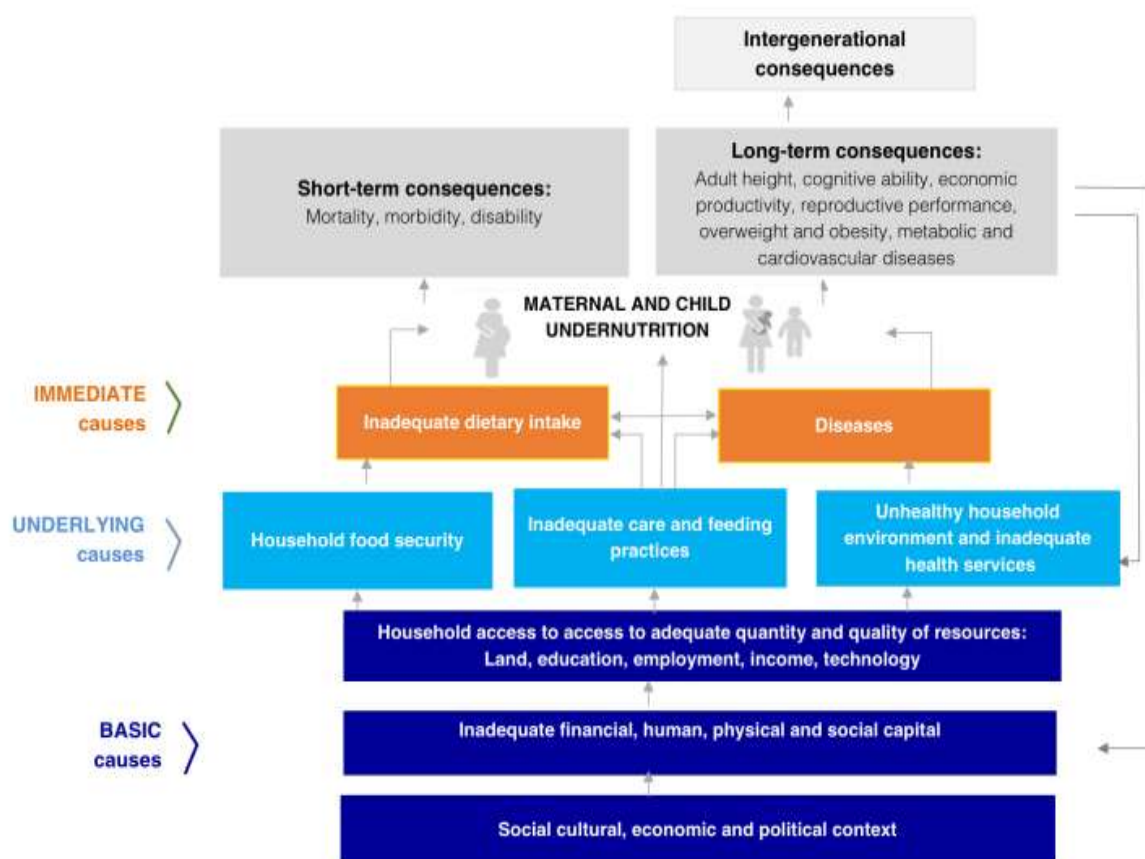 Intergenerational
consequences
Short-term consequences:
Mortality, morbidity, disability
Long-term consequences:
Adult height, cognitive ability, economic
productivity, reproductive performance,
overweight and obesity, metabolic and
cardiovascular diseases
MATERNAL AND CHILD
UNDERNUTRITION
IMMEDIATE
causes
Inadequate dietary intake
Diseases
UNDERLYING
causes
Household food security
Inadequate care and feeding
practices
Unhealthy household
environment and inadequate
health services
Household access to access to adequate quantity and quality of resources:
Land, education, employment, income, technology
BASIC
causes
Inadequate financial, human, physical and social capital
Social cultural, economic and political context